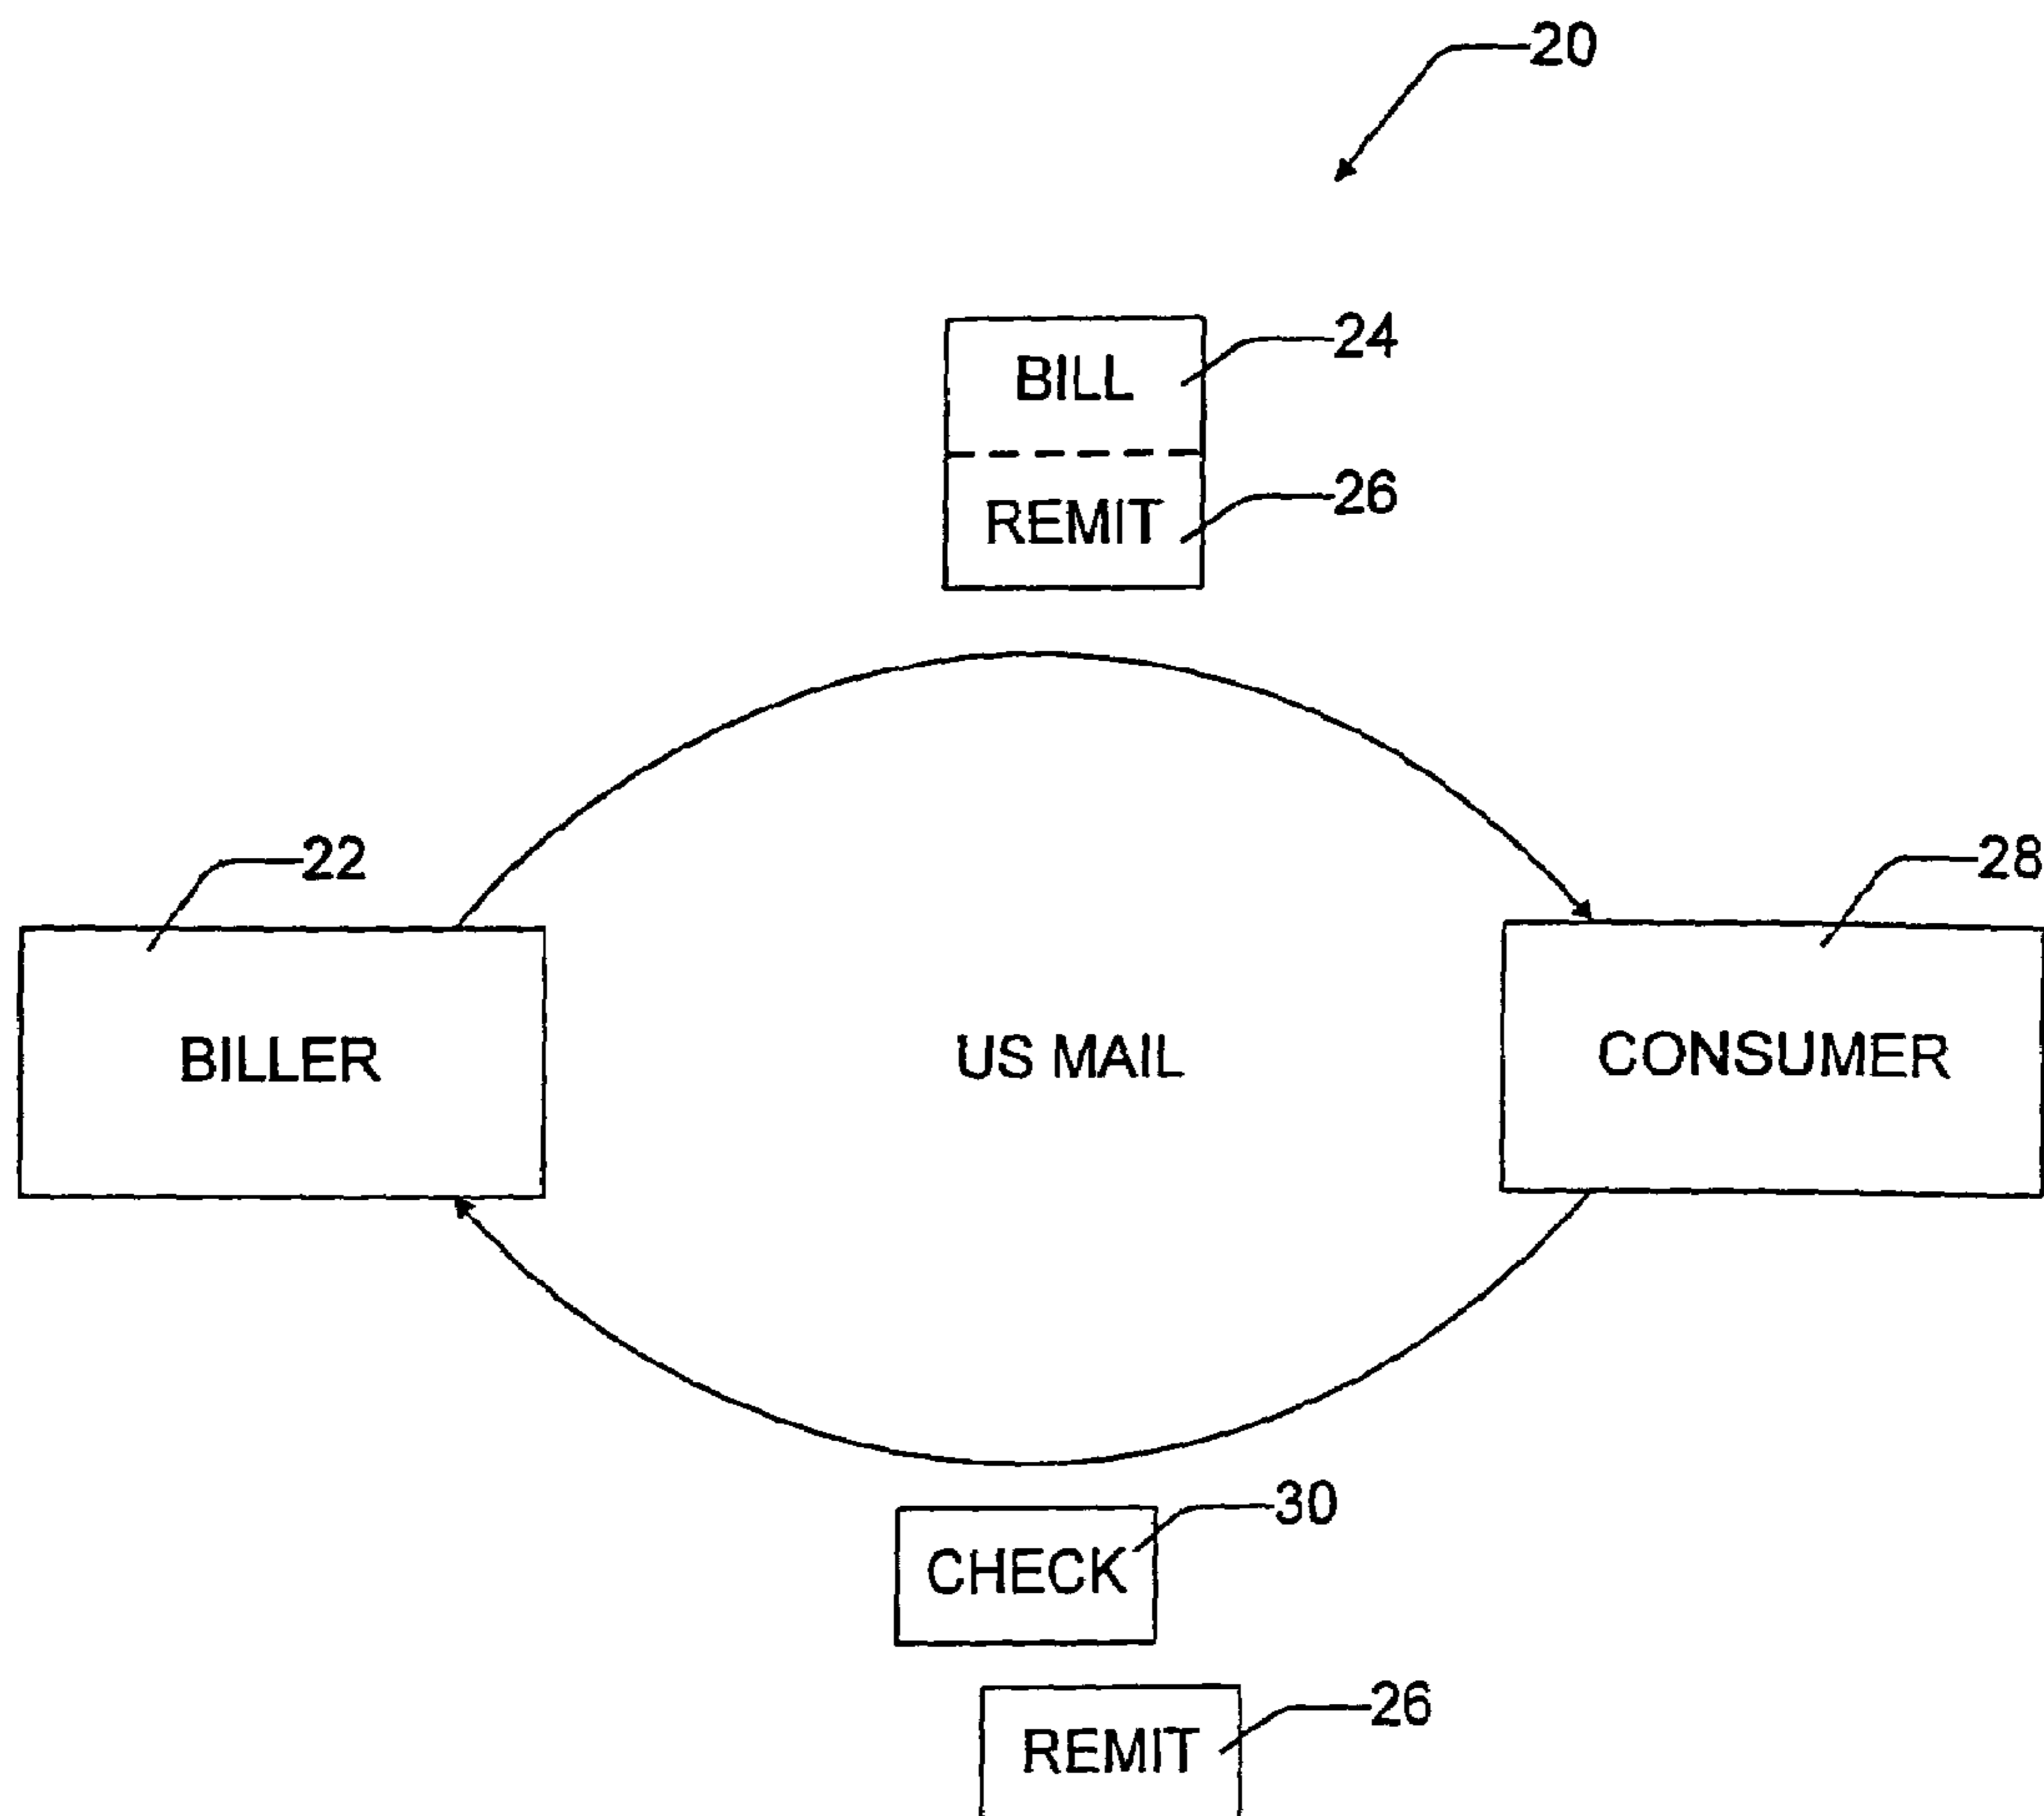 20
BILL
24
REMIT
26
22
28
BILLER
US MAIL
CONSUMER
30
CHECK
26
REMIT